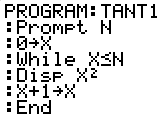 PROGRAM:TANT1
:Prompt N
:0→X
:While X≤N
:Disp X²
:X+1→X
:End